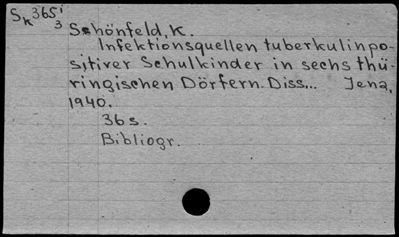 Sk 365i
3
Schönfeld, K.
Infektionsquellen tuberkulinpo-
sitiver Schulkinder in sechs thü-
ringischen Dörfern. Diss... Jena,
1940.
36 s.
Bibliogr.